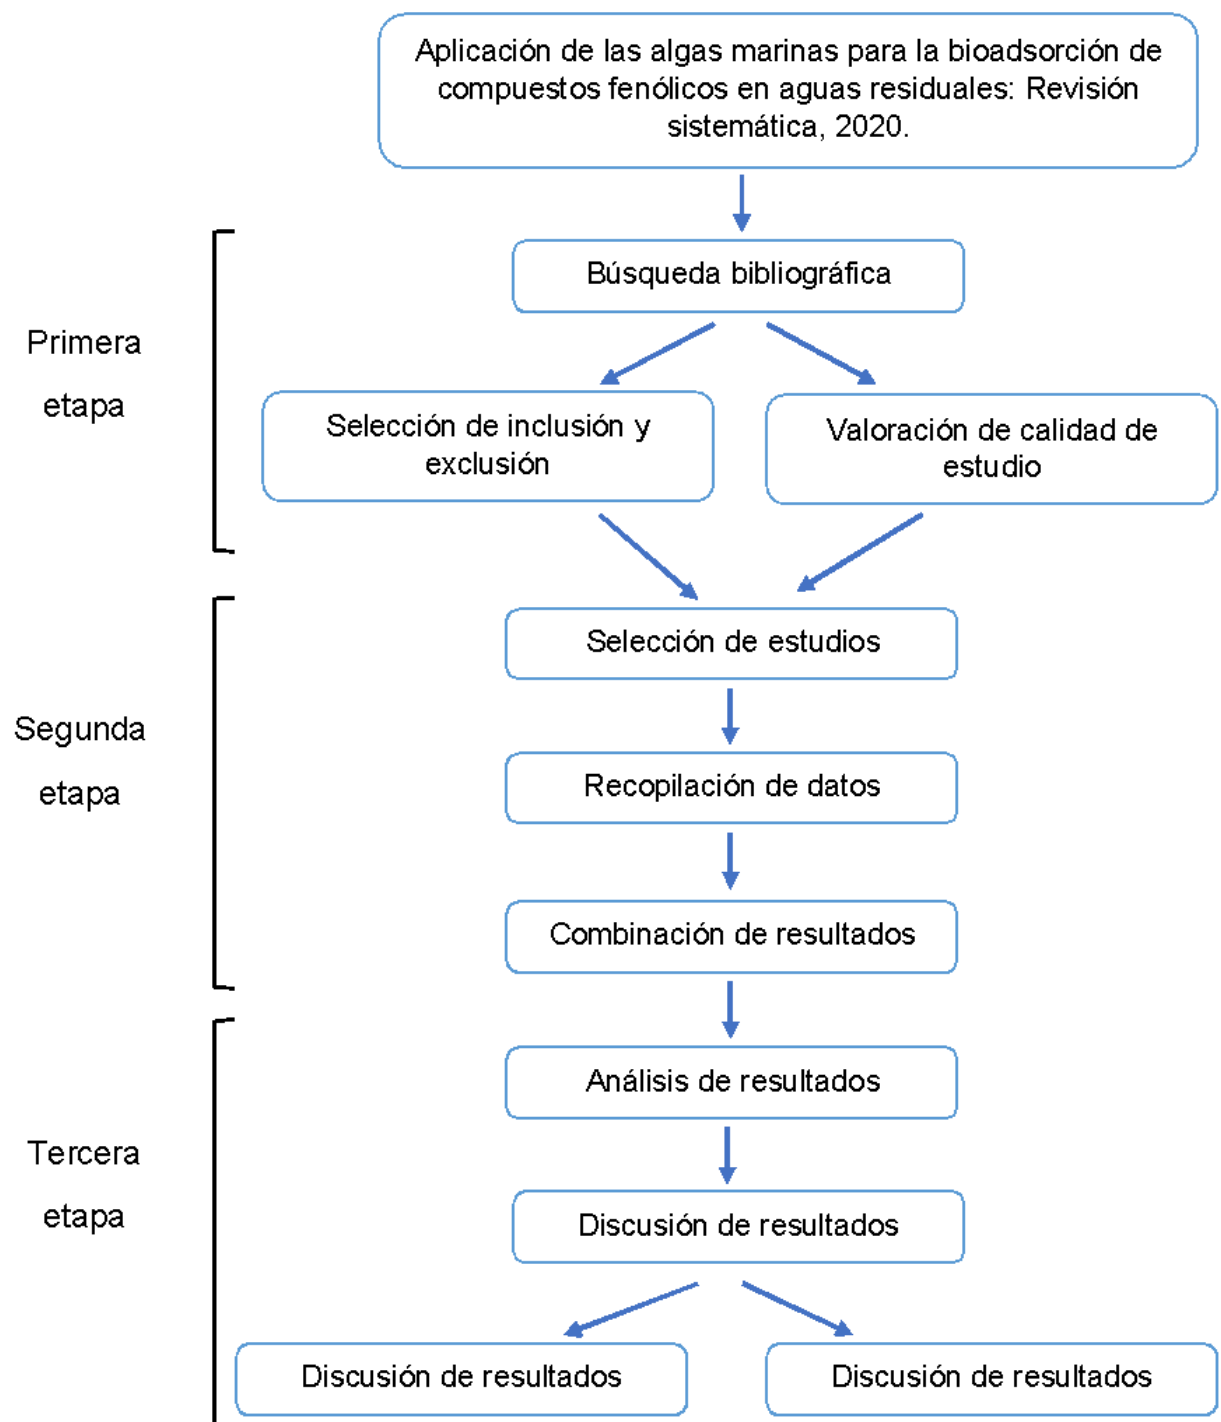 Aplicación de las algas marinas para la bioadsorción de
compuestos fenólicos en aguas residuales: Revisión
sistemática, 2020.
Búsqueda bibliográfica
Primera
etapa
Selección de inclusión y
exclusión
Valoración de calidad de
estudio
Selección de estudios
Segunda
etapa
Recopilación de datos
Combinación de resultados
Análisis de resultados
Tercera
etapa
Discusión de resultados
Discusión de resultados
Discusión de resultados